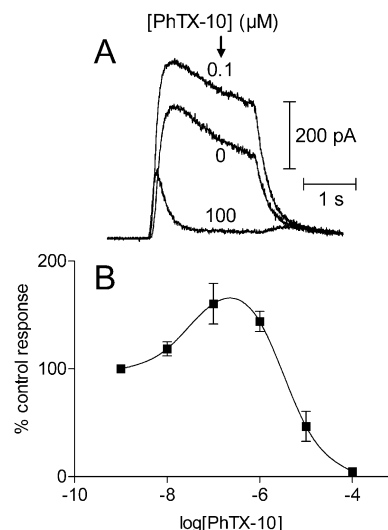 [PhTX-10] (µM)
A
0.1
0
200 pA
1 s
100
B
200
100
0
% control response
-10
-8
-6
-4
log[PhTX-10]